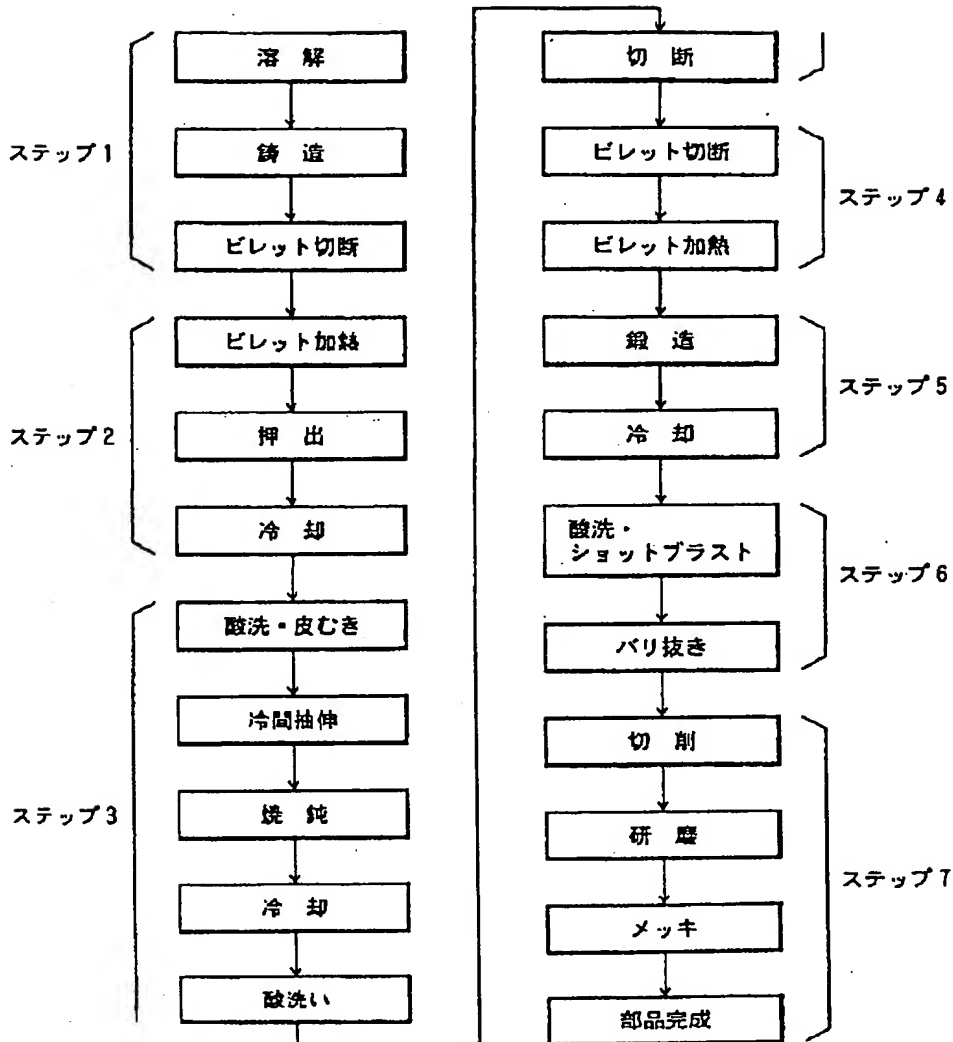 ステップ1
溶解
鋳造
ビレット切断
ステップ2
ビレット加熱
押出
冷却
ステップ3
酸洗・皮むき
冷間抽伸
焼鈍
冷却
酸洗い
切断
ステップ4
ビレット切断
ビレット加熱
ステップ5
鍛造
冷却
ステップ6
酸洗・
ショットブラスト
バリ抜き
ステップ7
切削
研磨
メッキ
部品完成